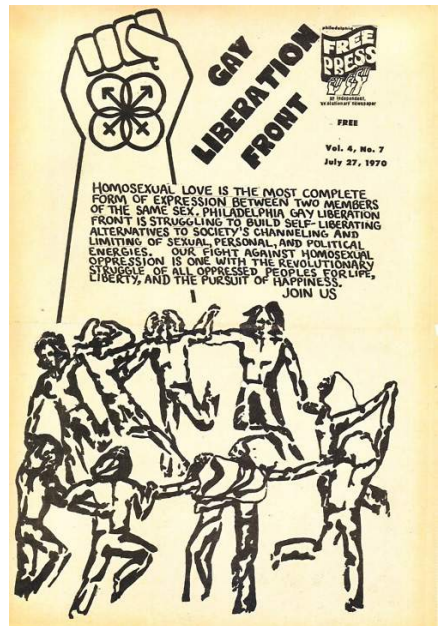 GAY
LIBERATION
FRONT
philadelphia
FREE
PRESS
an independent,
revolutionary newspaper
FREE
Vol. 4, No. 7
July 27, 1970
HOMOSEXUAL LOVE IS THE MOST COMPLETE
FORM OF EXPRESSION BETWEEN TWO MEMBERS
OF THE SAME SEX. PHILADELPHIA GAY LIBERATION
FRONT IS STRUGGLING TO BUILD SELF-LIBERATING
ALTERNATIVES TO SOCIETY'S CHANNELING AND
LIMITING OF SEXUAL, PERSONAL, AND POLITICAL
ENERGIES. OUR FIGHT AGAINST HOMOSEXUAL
OPPRESSION IS ONE WITH THE REVOLUTIONARY
STRUGGLE OF ALL OPPRESSED PEOPLES FOR LIFE,
LIBERTY, AND THE PURSUIT OF HAPPINESS.
JOIN US